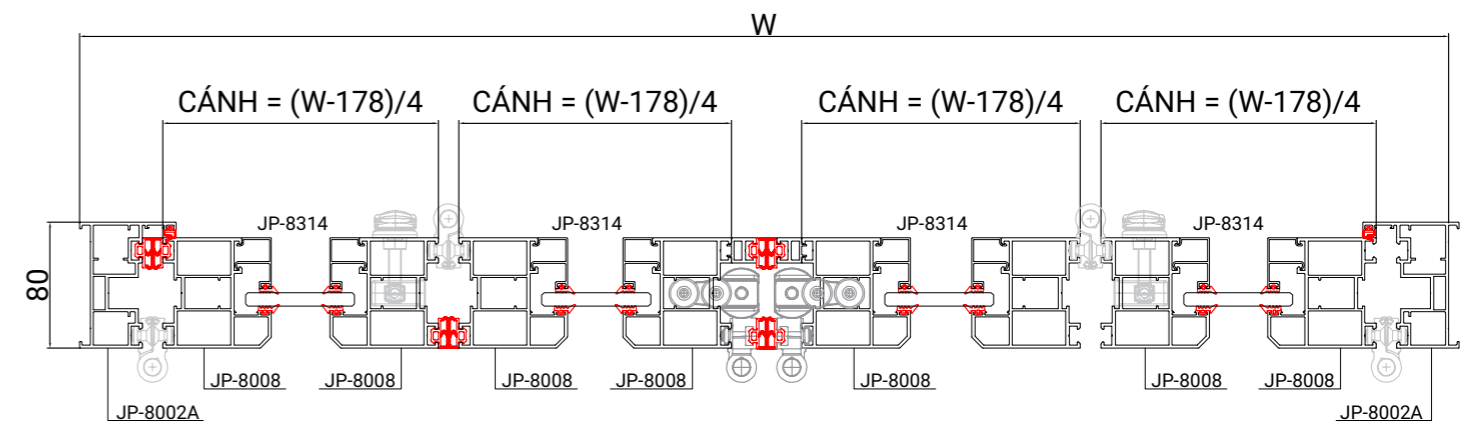 W
CÁNH = (W-178)/4
CÁNH = (W-178)/4
CÁNH = (W-178)/4
CÁNH = (W-178)/4
JP-8314
JP-8314
JP-8314
JP-8314
80
JP-8008
JP-8008
JP-8008
JP-8008
JP-8008
JP-8008
JP-8008
JP-8002A
JP-8002A